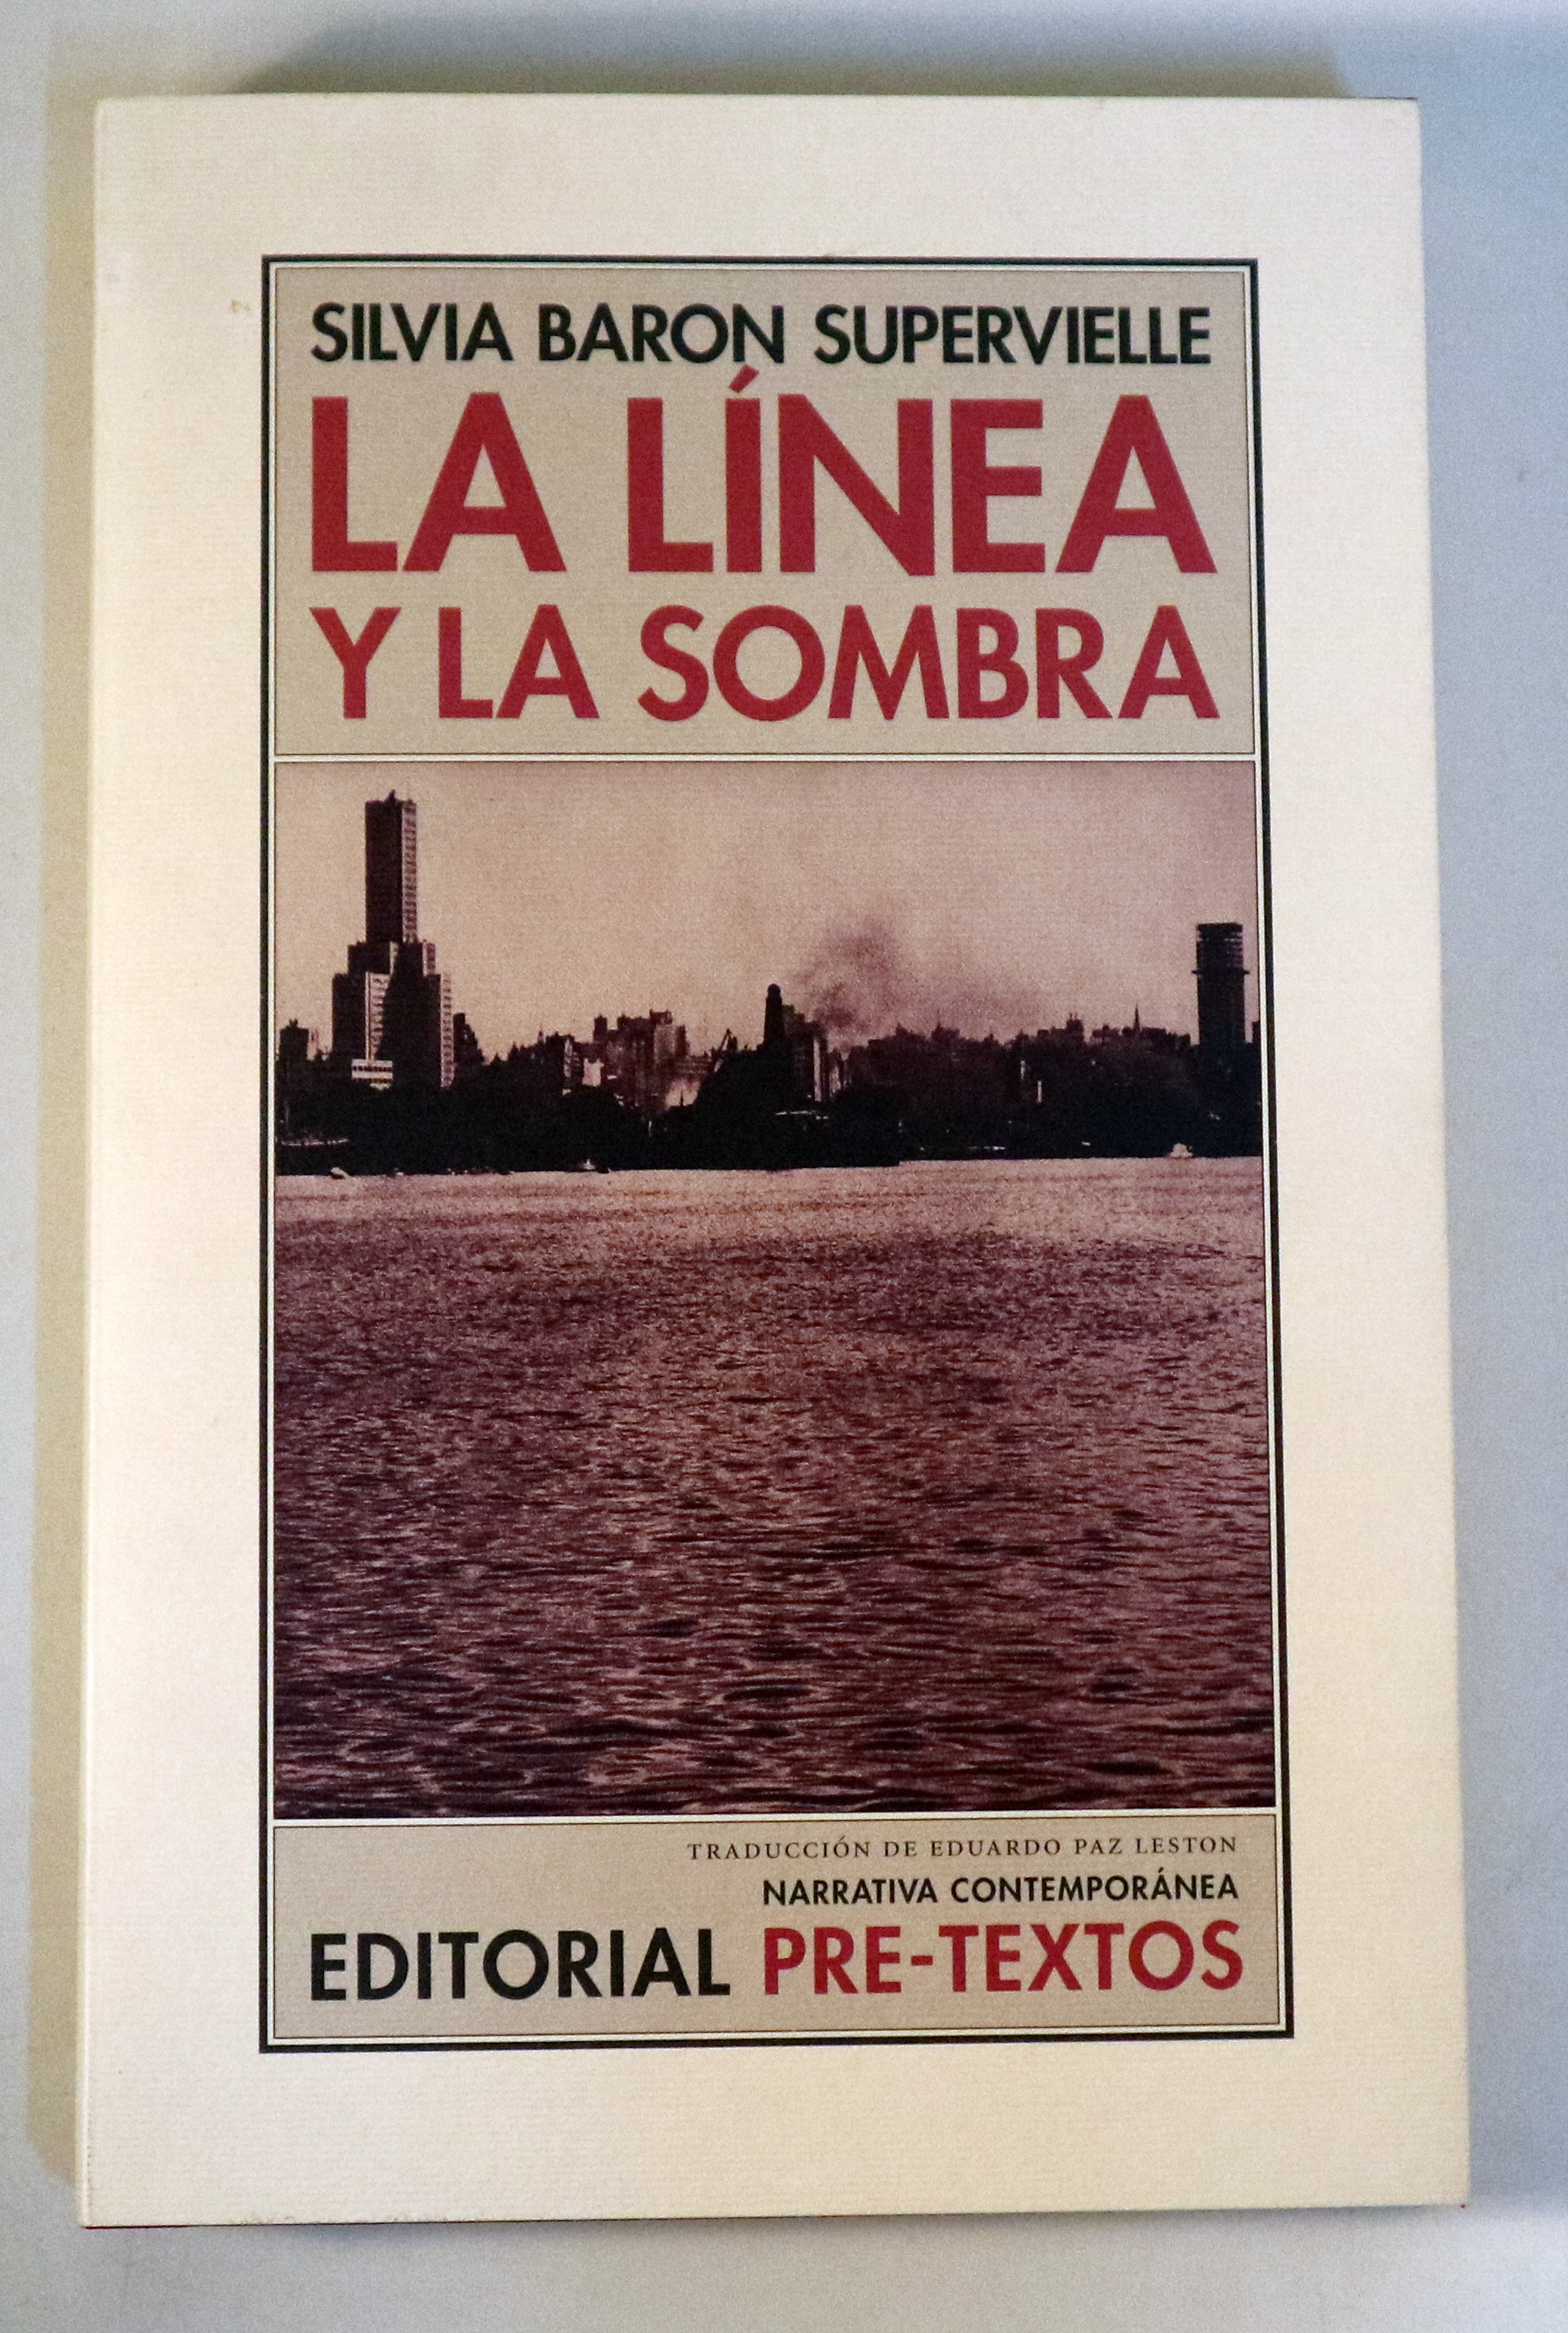 SILVIA BARON SUPERVIELLE
LA LÍNEA
Y LA SOMBRA
TRADUCCIÓN DE EDUARDO PAZ LESTON
NARRATIVA CONTEMPORÁNEA
EDITORIAL PRE-TEXTOS